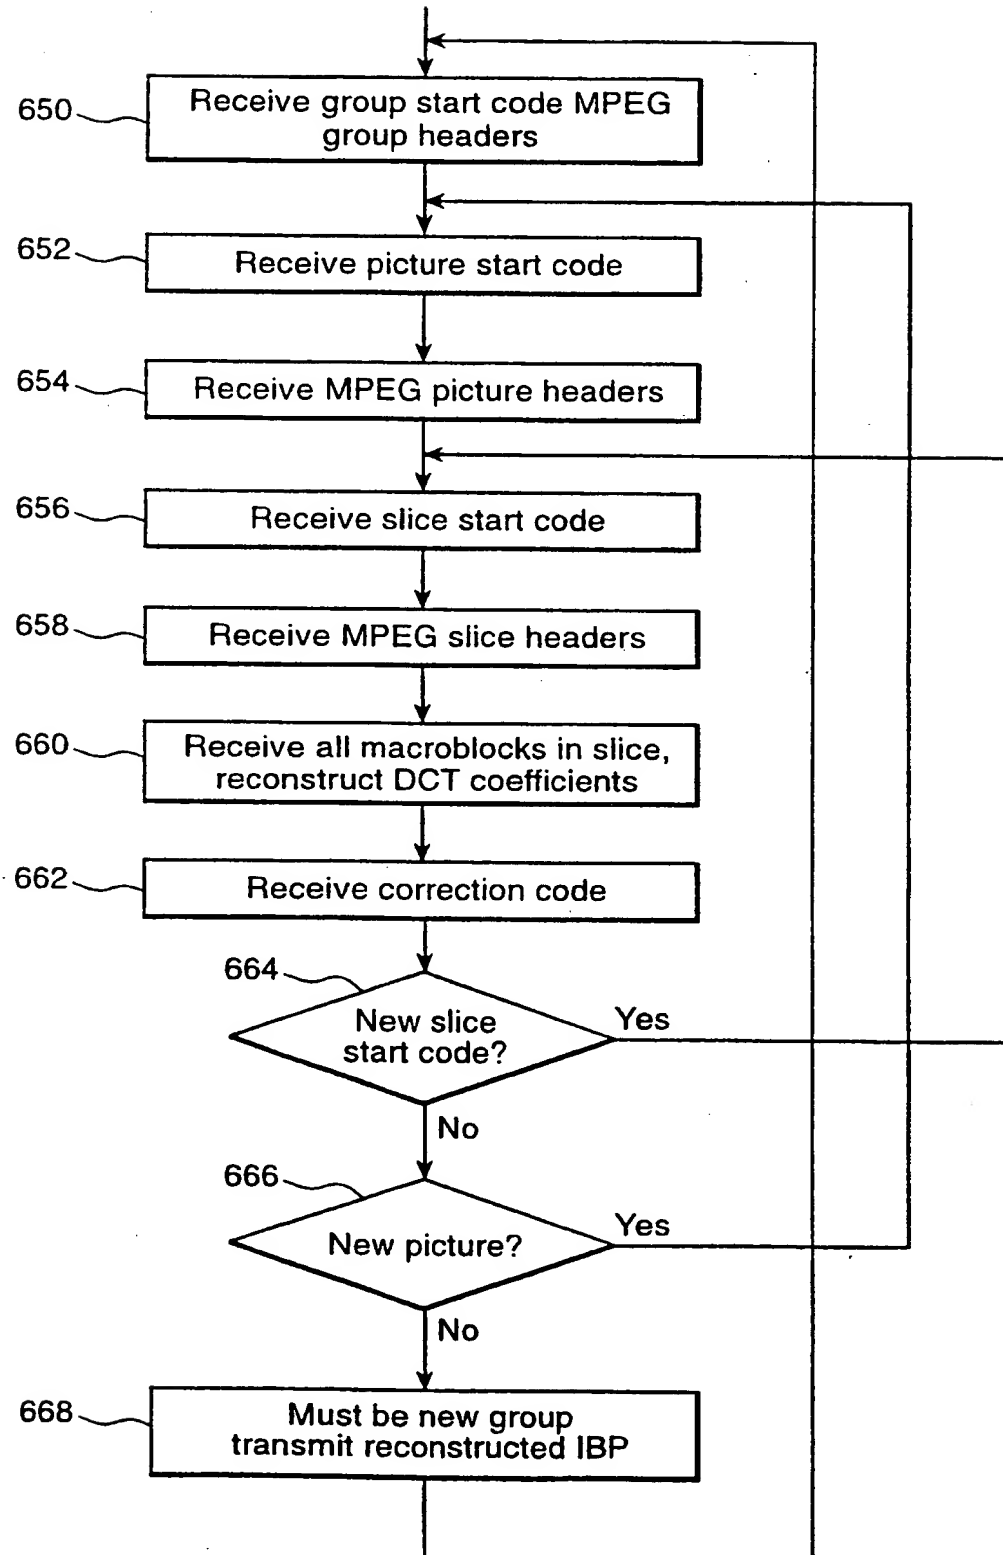 650
Receive group start code MPEG
group headers
652
Receive picture start code
654
Receive MPEG picture headers
656
Receive slice start code
658
Receive MPEG slice headers
660
Receive all macroblocks in slice,
reconstruct DCT coefficients
662
Receive correction code
664
New slice
start code?
Yes
No
666
New picture?
Yes
No
668
Must be new group
transmit reconstructed IBP